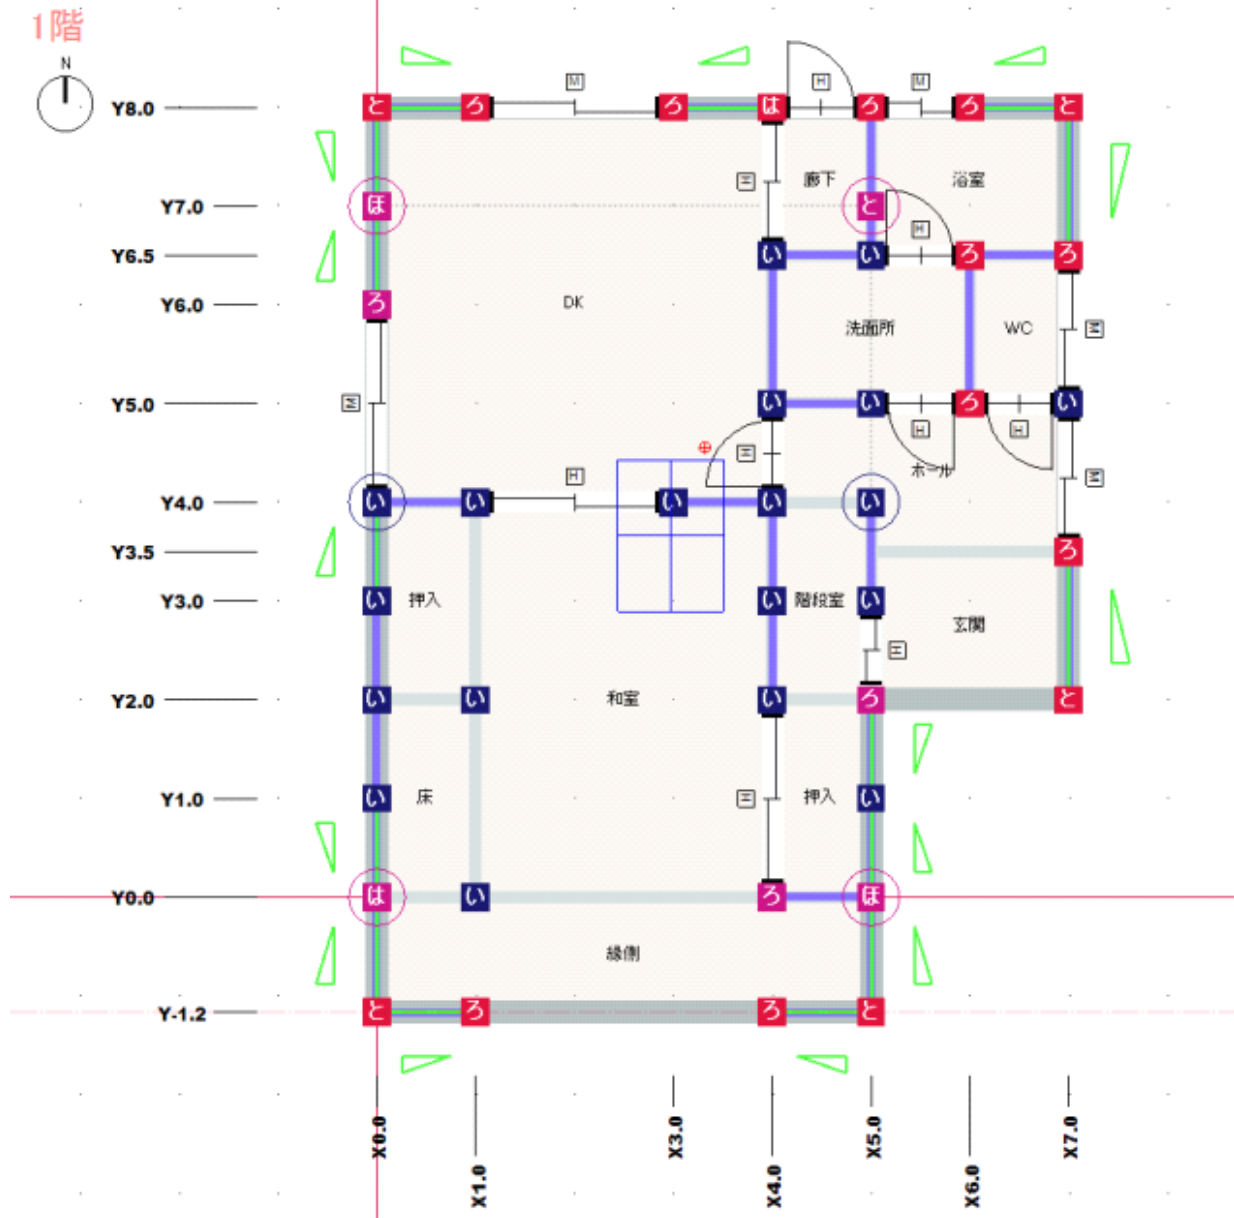 1階
N
M
H
M
Y8.0
と ろ ろ は ろ ろ と
H
廊下
浴室
Y7.0
ほ と
H
Y6.5
い い ろ ろ
Y6.0
ろ
DK
洗面所
WC
M
Y5.0
M
い い ろ い
H
H
H
ホール
H
M
Y4.0
い い い い い
Y3.5
ろ
Y3.0
い
押入
い
階段室
い
玄関
H
Y2.0
い い
和室
い ろ と
Y1.0
い
床
H
押入
い
Y0.0
は い ろ ほ
縁側
Y-1.2
と ろ ろ と
X0.0
X1.0
X3.0
X4.0
X5.0
X6.0
X7.0